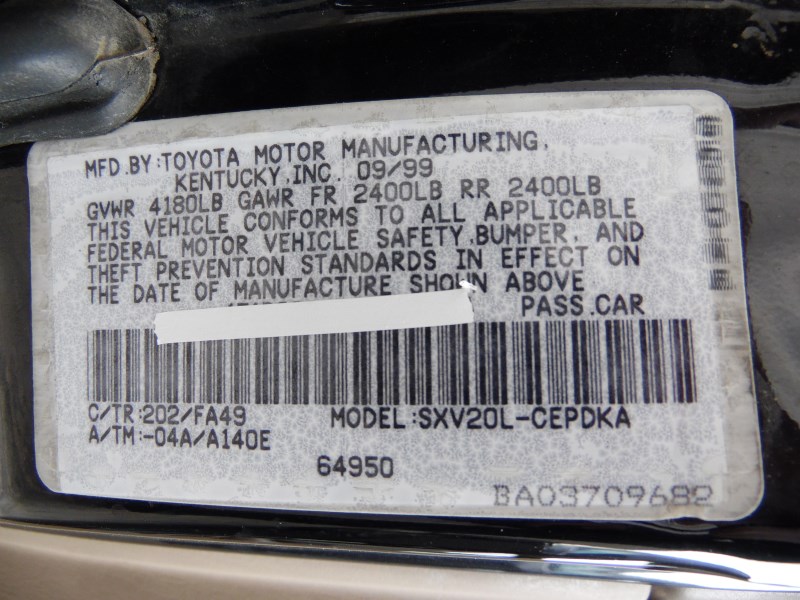 MFD.BY:TOYOTA MOTOR MANUFACTURING,
KENTUCKY,INC. 09/99
GVWR 4180LB GAWR FR 2400LB RR 2400LB
THIS VEHICLE CONFORMS TO ALL APPLICABLE
FEDERAL MOTOR VEHICLE SAFETY,BUMPER, AND
THEFT PREVENTION STANDARDS IN EFFECT ON
THE DATE OF MANUFACTURE SHOWN ABOVE
PASS.CAR
C/TR:202/FA49 MODEL:SXV20L-CEPDKA
A/TM:-04A/A140E
64950
BA03709682